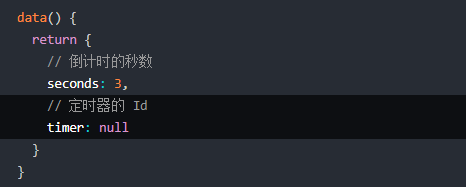 data() {
  return {
    // 倒计时的秒数
    seconds: 3,
    // 定时器的 Id
    timer: null
  }
}